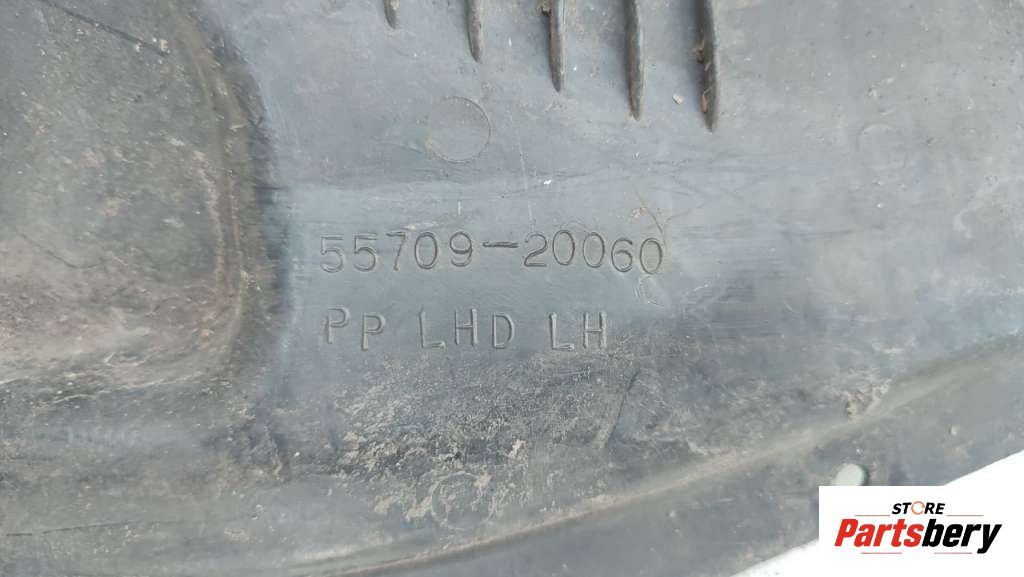 55709-20060
PP LHD LH
STORE
Partsbery